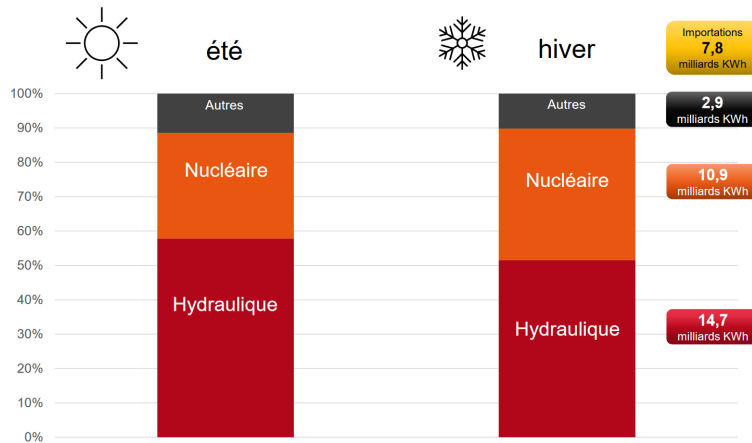 été
hiver
Importations
7,8
milliards KWh
100%
90%
80%
70%
60%
50%
40%
30%
20%
10%
0%
Autres
Nucléaire
Hydraulique
Autres
Nucléaire
Hydraulique
2,9
milliards KWh
10,9
milliards KWh
14,7
milliards KWh